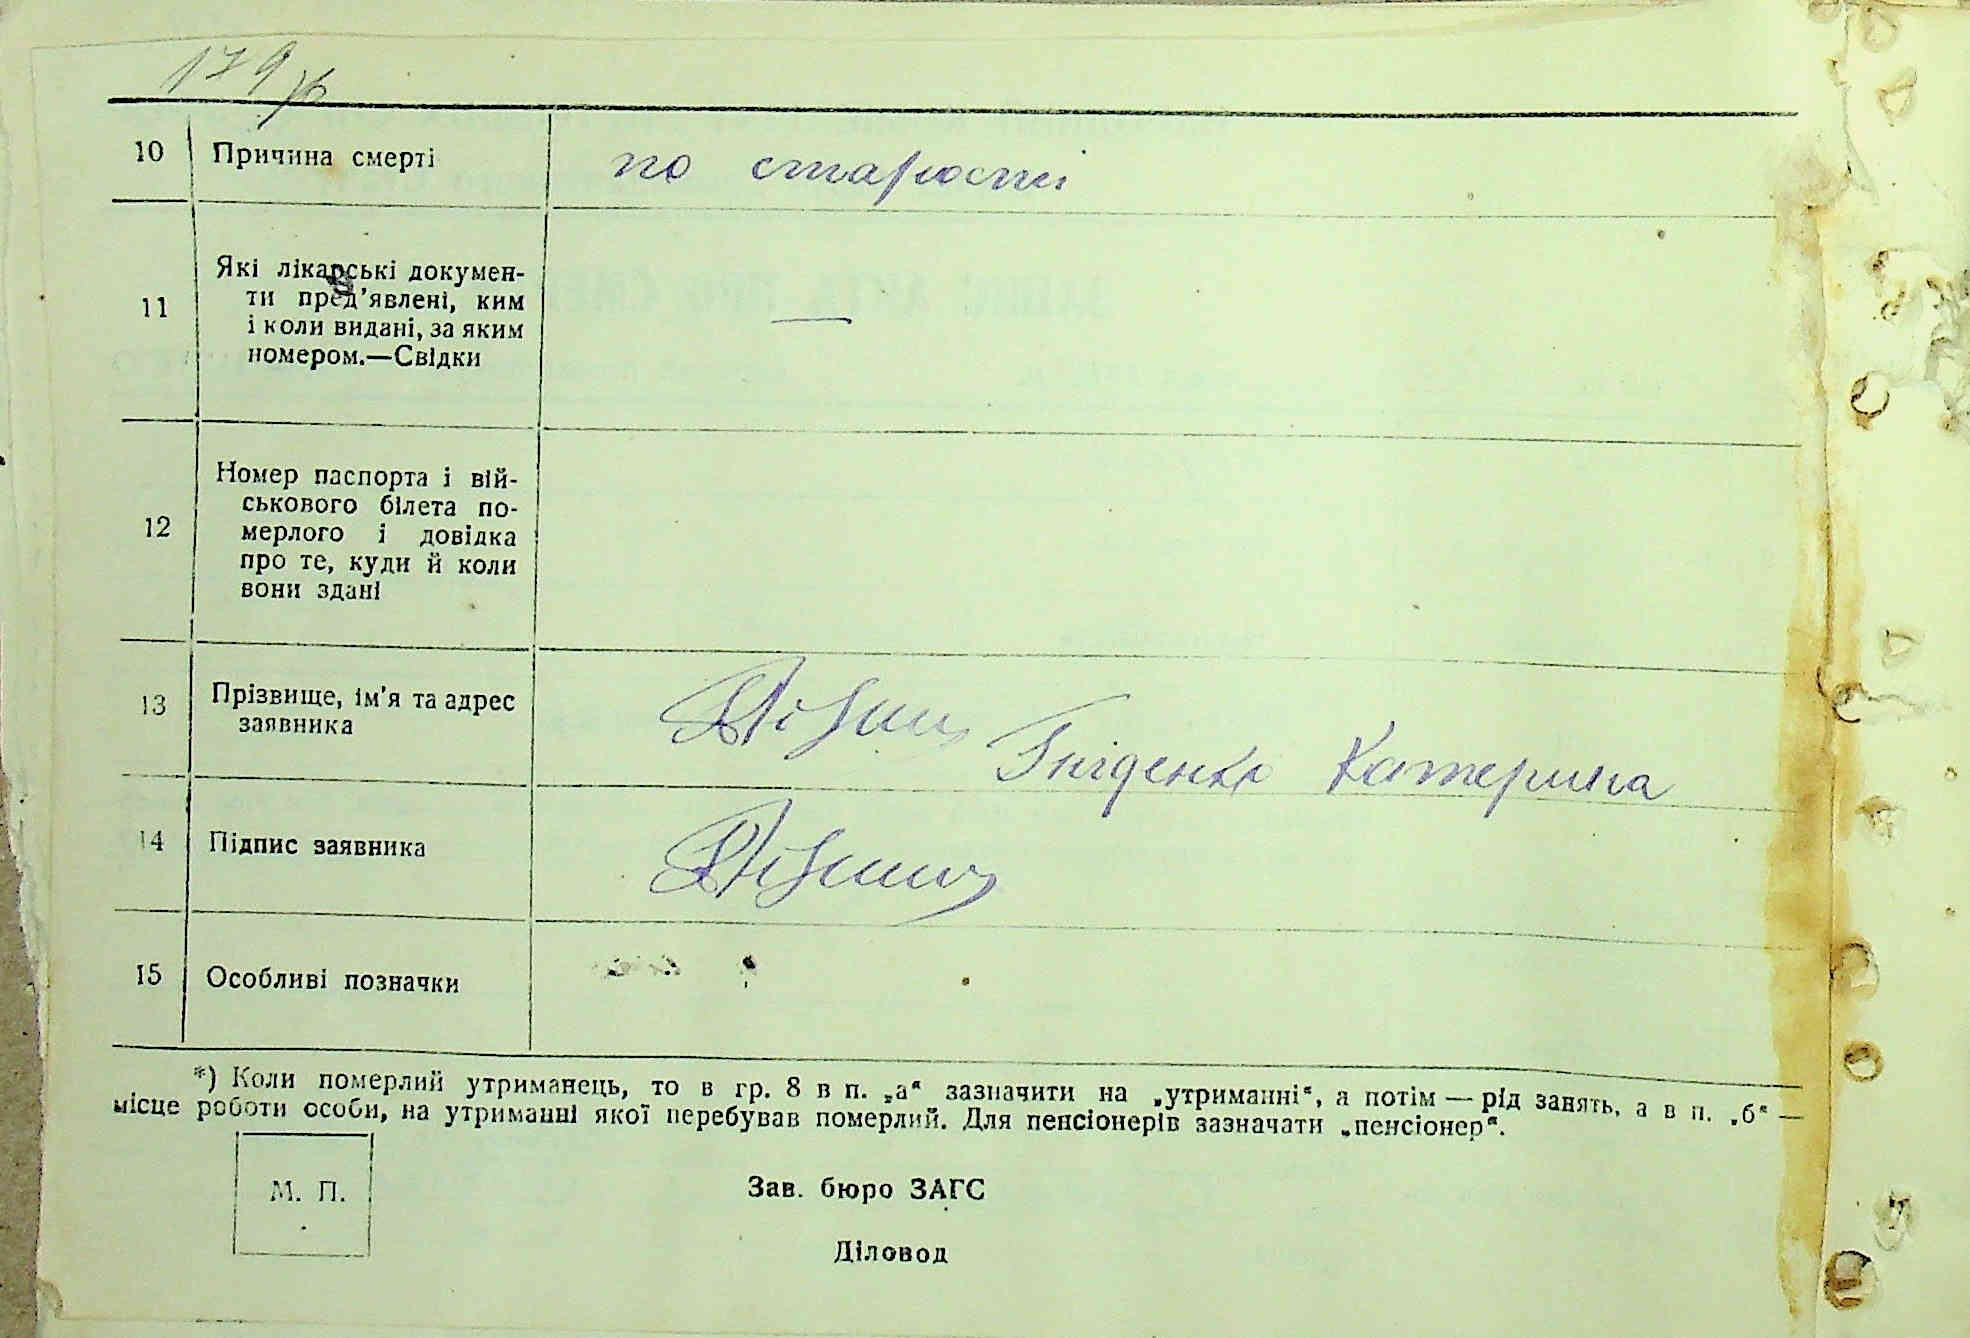 179
10 Причина смерті по старости
11 Які лікарські докумен-
ти пред’явлені, ким
і коли видані, за яким
номером.—Свідки —
12 Номер паспорта і вій-
ськового білета по-
мерлого і довідка
про те, куди й коли
вони здані
13 Прізвище, ім’я та адрес
заявника Гніденко Катерина
14 Підпис заявника
15 Особливі позначки
*) Коли померлий утриманець, то в гр. 8 в п. „а“ зазначити на „утриманні“, а потім — рід занять, а в п. „б“ —
місце роботи особи, на утриманні якої перебував померлий. Для пенсіонерів зазначати „пенсіонер“.
М. П.
Зав. бюро ЗАГС
Діловод